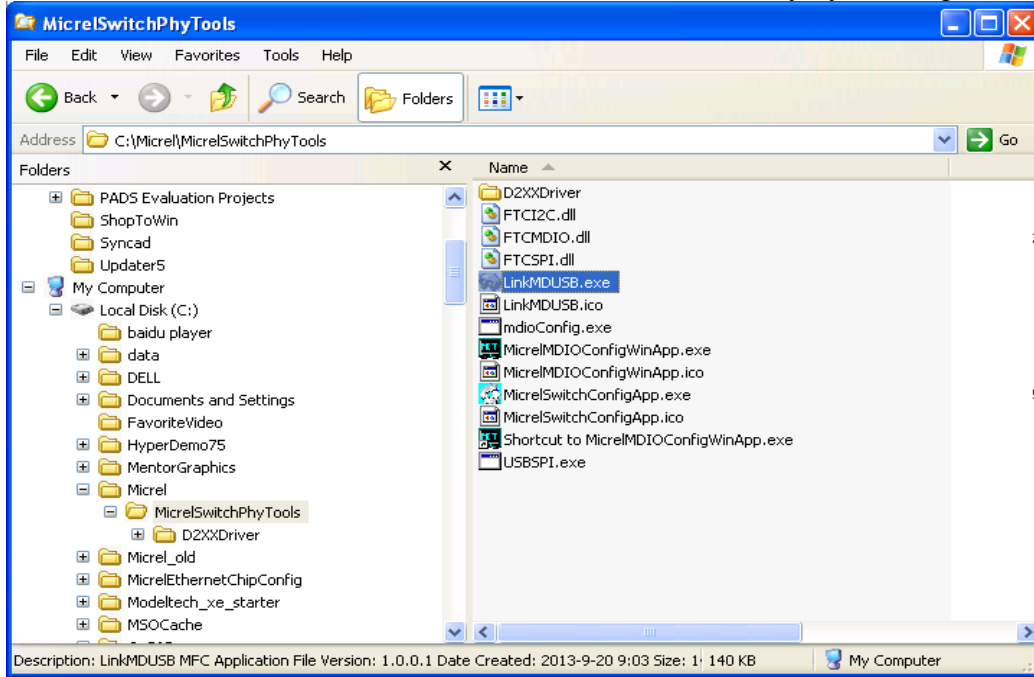 MicrelSwitchPhyTools
File Edit View Favorites Tools Help
Back Search Folders
Address C:\Micrel\MicrelSwitchPhyTools Go
Folders
PADS Evaluation Projects
ShopToWin
Syncad
Updater5
My Computer
Local Disk (C:)
baidu player
data
DELL
Documents and Settings
FavoriteVideo
HyperDemo75
MentorGraphics
Micrel
MicrelSwitchPhyTools
D2XXDriver
Micrel_old
MicrelEthernetChipConfig
Modeltech_xe_starter
MSOCache
Name
D2XXDriver
FTCI2C.dll
FTCMDIO.dll
FTCSPI.dll
LinkMDUSB.exe
LinkMDUSB.ico
mdioConfig.exe
MicrelMDIOConfigWinApp.exe
MicrelMDIOConfigWinApp.ico
MicrelSwitchConfigApp.exe
MicrelSwitchConfigApp.ico
Shortcut to MicrelMDIOConfigWinApp.exe
USBSPI.exe
Description: LinkMDUSB MFC Application File Version: 1.0.0.1 Date Created: 2013-9-20 9:03 Size: 1 140 KB My Computer